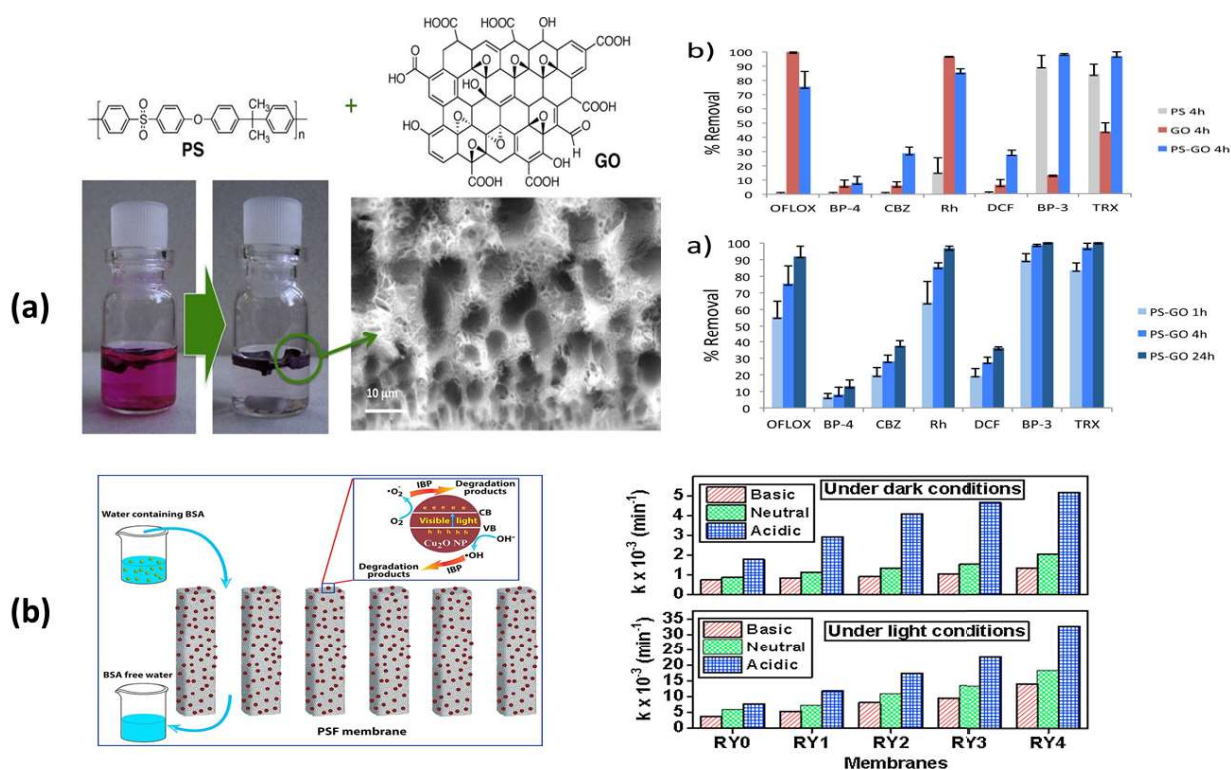 (a)
O
S
O
O
CH₃
CH₃
n
PS
+
HOOC
HOOC
HOOC
OH
COOH
O
HO
HO
COOH
HO
O
H
OH
COOH
COOH
GO
10 µm
b)
% Removal
100
90
80
70
60
50
40
30
20
10
0
OFLOX BP-4 CBZ Rh DCF BP-3 TRX
PS 4h
GO 4h
PS-GO 4h
a)
% Removal
100
90
80
70
60
50
40
30
20
10
0
OFLOX BP-4 CBZ Rh DCF BP-3 TRX
PS-GO 1h
PS-GO 4h
PS-GO 24h
(b)
Water containing BSA
BSA free water
PSF membrane
•O₂⁻
IBP
Degradation
products
O₂
e e e e e
CB
Visible light
VB
h h h h h
OH⁻
Cu₂O NP
•OH
IBP
Degradation
products
k x 10⁻³ (min⁻¹)
5
4
3
2
1
0
Basic
Neutral
Acidic
Under dark conditions
k x 10⁻³ (min⁻¹)
35
30
25
20
15
10
5
0
Basic
Neutral
Acidic
Under light conditions
RY0 RY1 RY2 RY3 RY4
Membranes